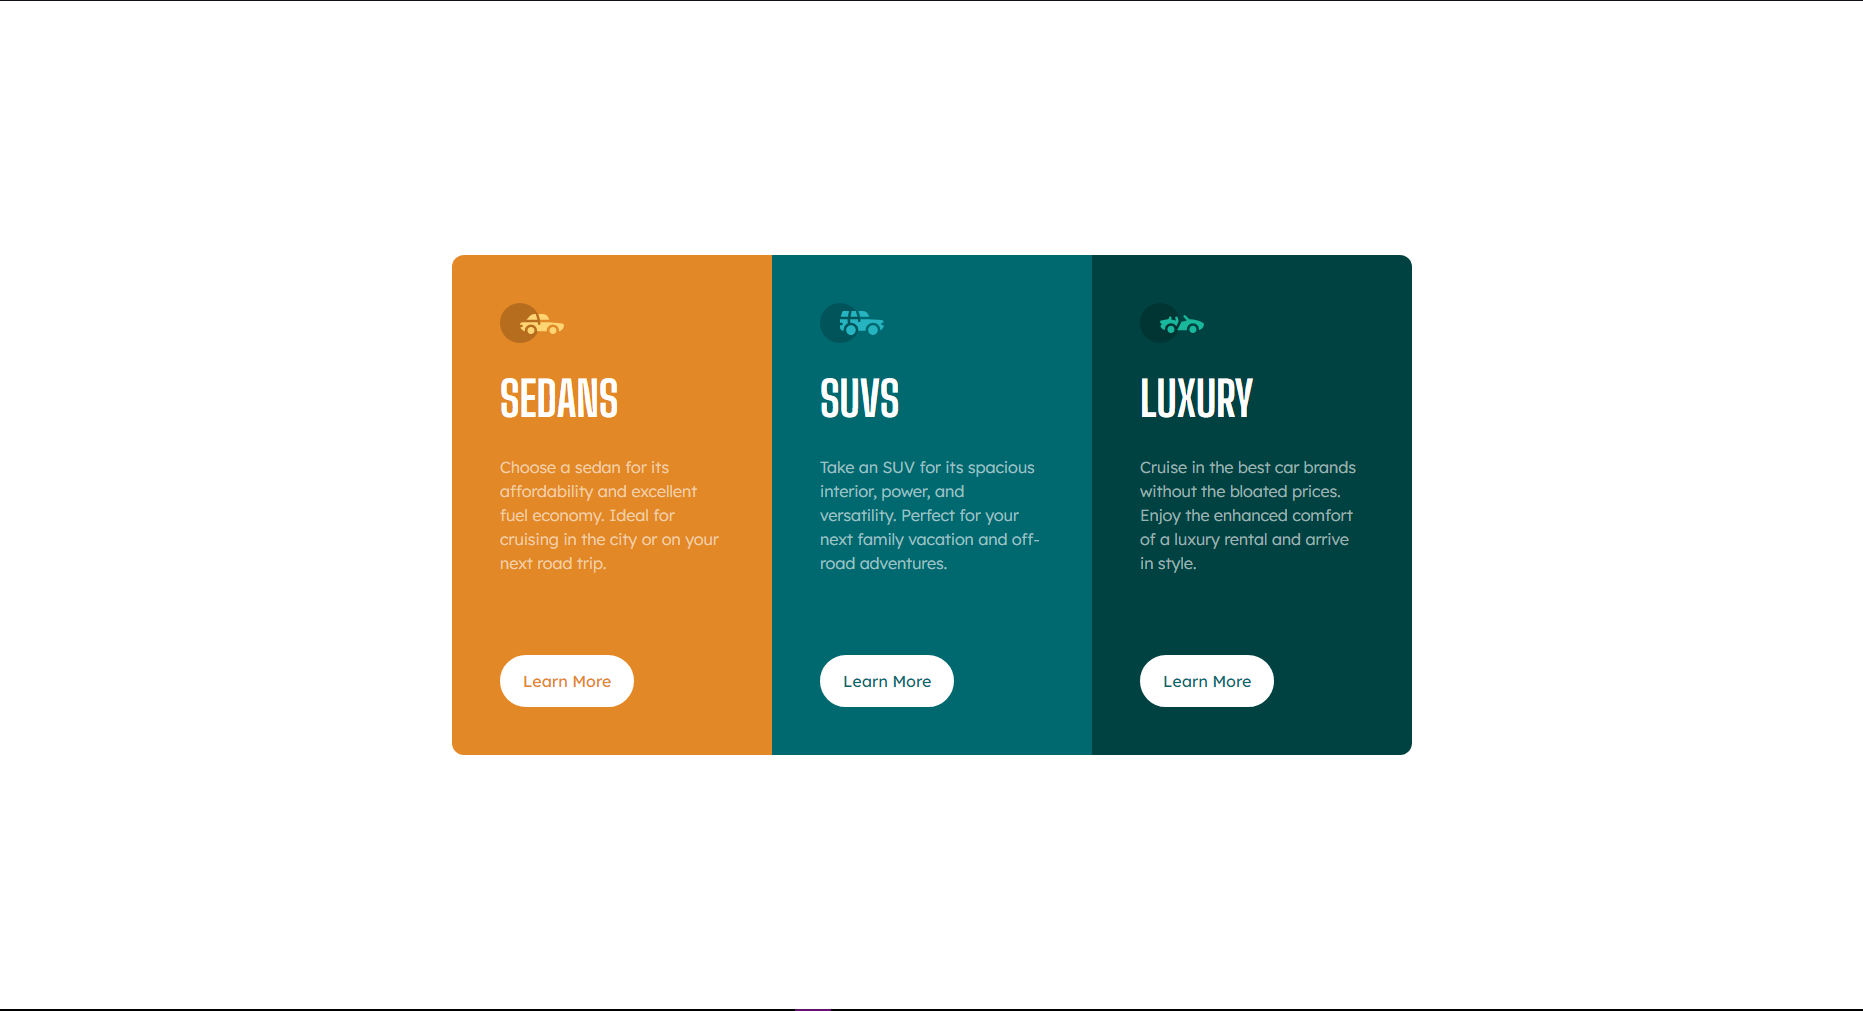 SEDANS
Choose a sedan for its
affordability and excellent
fuel economy. Ideal for
cruising in the city or on your
next road trip.
Learn More
SUVS
Take an SUV for its spacious
interior, power, and
versatility. Perfect for your
next family vacation and off-
road adventures.
Learn More
LUXURY
Cruise in the best car brands
without the bloated prices.
Enjoy the enhanced comfort
of a luxury rental and arrive
in style.
Learn More